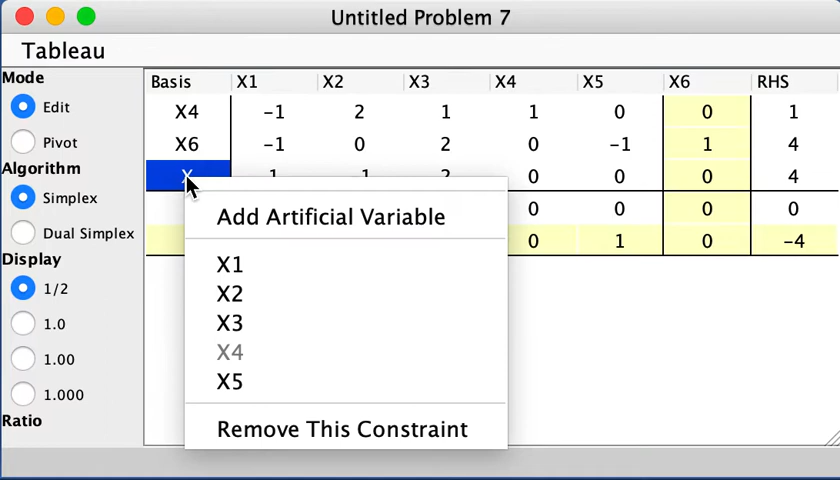 Untitled Problem 7
Tableau
Mode
Edit
Pivot
Algorithm
Simplex
Dual Simplex
Display
1/2
1.0
1.00
1.000
Ratio
Basis X1 X2 X3 X4 X5 X6 RHS
X4 -1 2 1 1 0 0 1
X6 -1 0 2 0 -1 1 4
X 1 1 2 0 0 0 4
0 0 0 0
0 1 0 -4
Add Artificial Variable
X1
X2
X3
X4
X5
Remove This Constraint